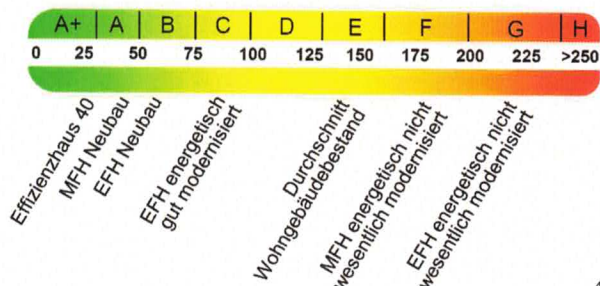 A+ A B C D E F G H
0 25 50 75 100 125 150 175 200 225 >250
Effizienzhaus 40
MFH Neubau
EFH Neubau
EFH energetisch
gut modernisiert
Durchschnitt
Wohngebäudebestand
MFH energetisch nicht
wesentlich modernisiert
EFH energetisch nicht
wesentlich modernisiert